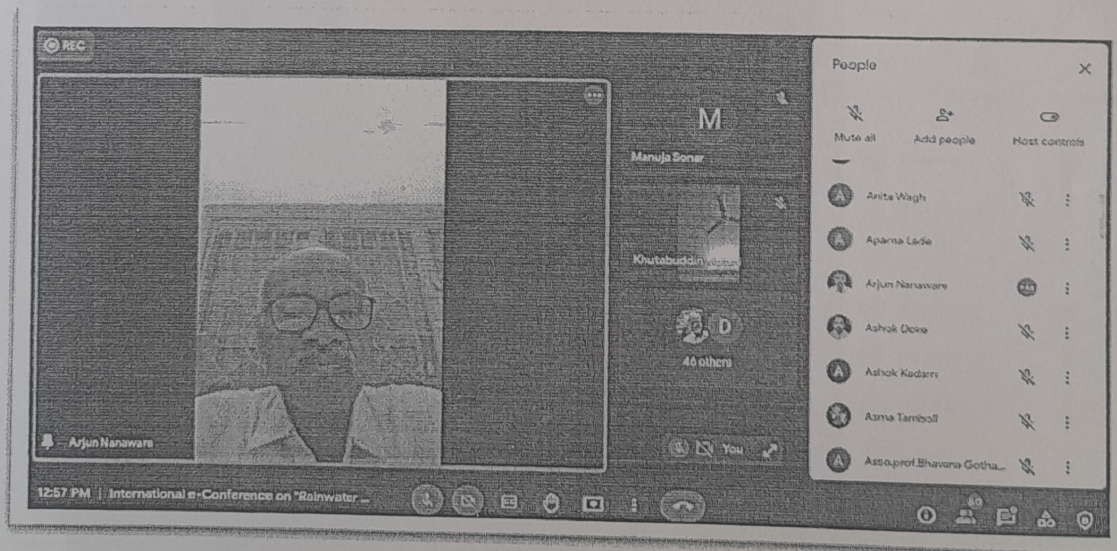 REC
M
Manuja Sonar
Khutabuddin
D
46 others
You
Arjun Nanaware
12:57 PM | International e-Conference on "Rainwater ...
People
Mute all
Add people
Host controls
A Anita Wagh
A Aparna Lade
Arjun Nanaware
Ashok Doke
A Ashok Kadam
Asma Tamboli
A Asso.prof.Bhavana Gotha...
60